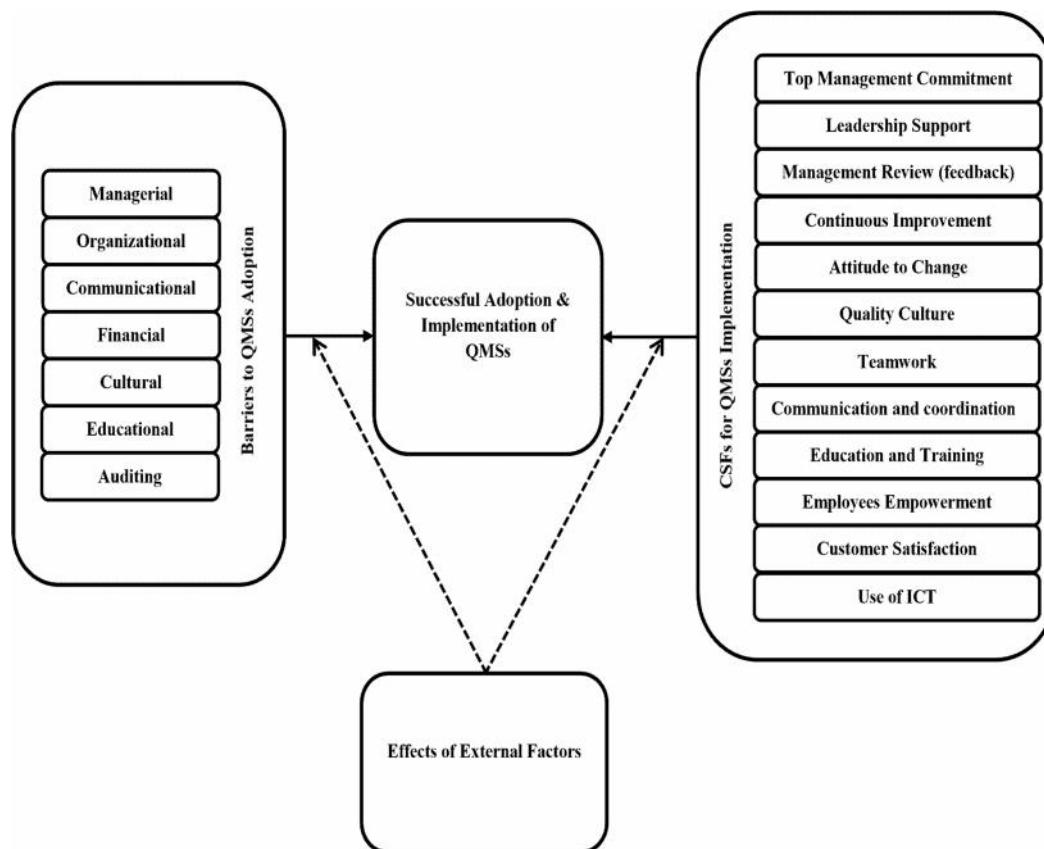 Managerial
Organizational
Communicational
Financial
Cultural
Educational
Auditing
Barriers to QMSs Adoption
Successful Adoption &
Implementation of
QMSs
Effects of External Factors
CSFs for QMSs Implementation
Top Management Commitment
Leadership Support
Management Review (feedback)
Continuous Improvement
Attitude to Change
Quality Culture
Teamwork
Communication and coordination
Education and Training
Employees Empowerment
Customer Satisfaction
Use of ICT